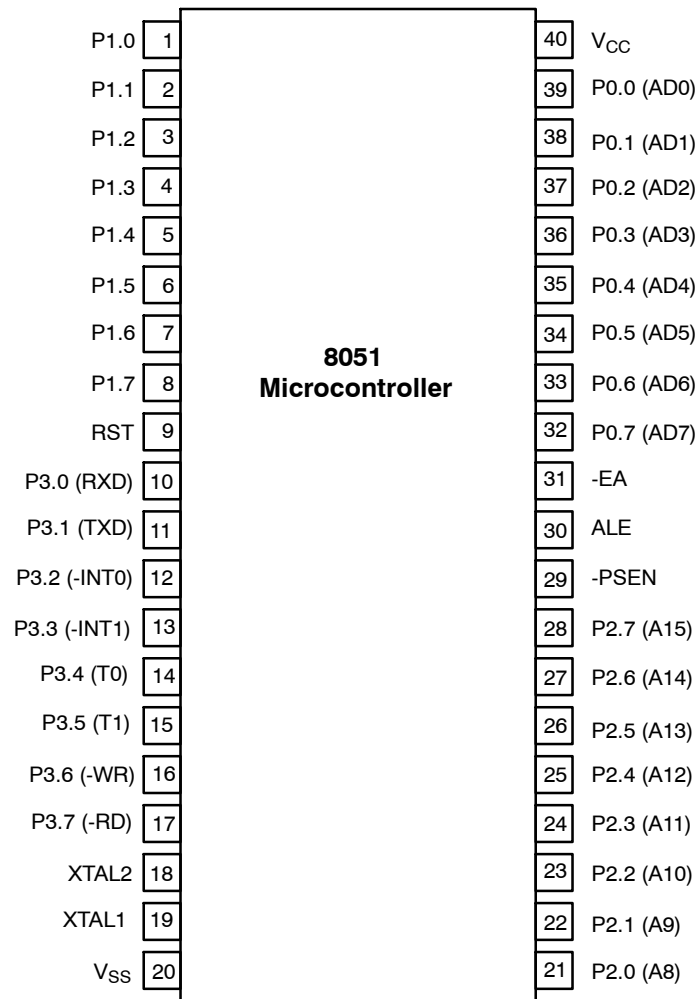 P1.0 1 40 VCC
P1.1 2 39 P0.0 (AD0)
P1.2 3 38 P0.1 (AD1)
P1.3 4 37 P0.2 (AD2)
P1.4 5 36 P0.3 (AD3)
P1.5 6 35 P0.4 (AD4)
P1.6 7 34 P0.5 (AD5)
8051
Microcontroller
P1.7 8 33 P0.6 (AD6)
RST 9 32 P0.7 (AD7)
P3.0 (RXD) 10 31 -EA
P3.1 (TXD) 11 30 ALE
P3.2 (-INT0) 12 29 -PSEN
P3.3 (-INT1) 13 28 P2.7 (A15)
P3.4 (T0) 14 27 P2.6 (A14)
P3.5 (T1) 15 26 P2.5 (A13)
P3.6 (-WR) 16 25 P2.4 (A12)
P3.7 (-RD) 17 24 P2.3 (A11)
XTAL2 18 23 P2.2 (A10)
XTAL1 19 22 P2.1 (A9)
VSS 20 21 P2.0 (A8)